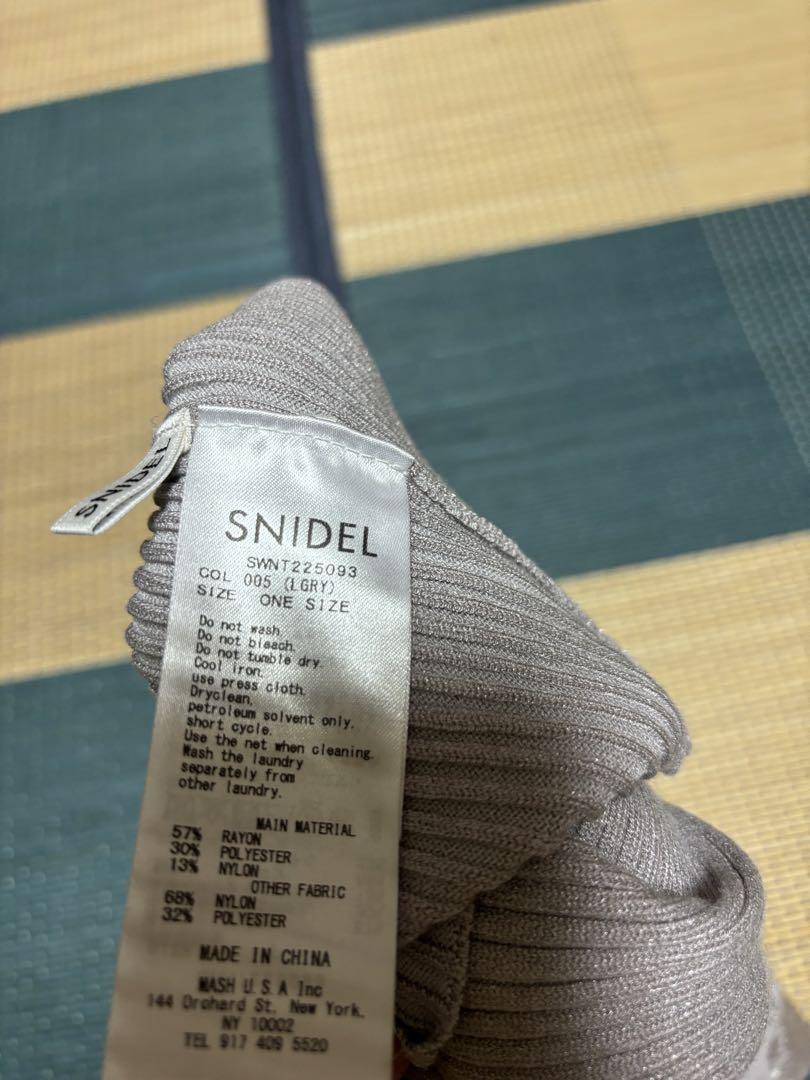 SNIDEL
SNIDEL
SWNT225093
COL 005 (LGRY)
SIZE ONE SIZE
Do not wash.
Do not bleach.
Do not tumble dry.
Cool iron.
use press cloth.
Dryclean,
petroleum solvent only.
short cycle.
Use the net when cleaning.
Wash the laundry
separately from
other laundry.
MAIN MATERIAL
57% RAYON
30% POLYESTER
13% NYLON
OTHER FABRIC
68% NYLON
32% POLYESTER
MADE IN CHINA
MASH U.S.A Inc
144 Orchard St. New York.
NY 10002
TEL 917 409 5520